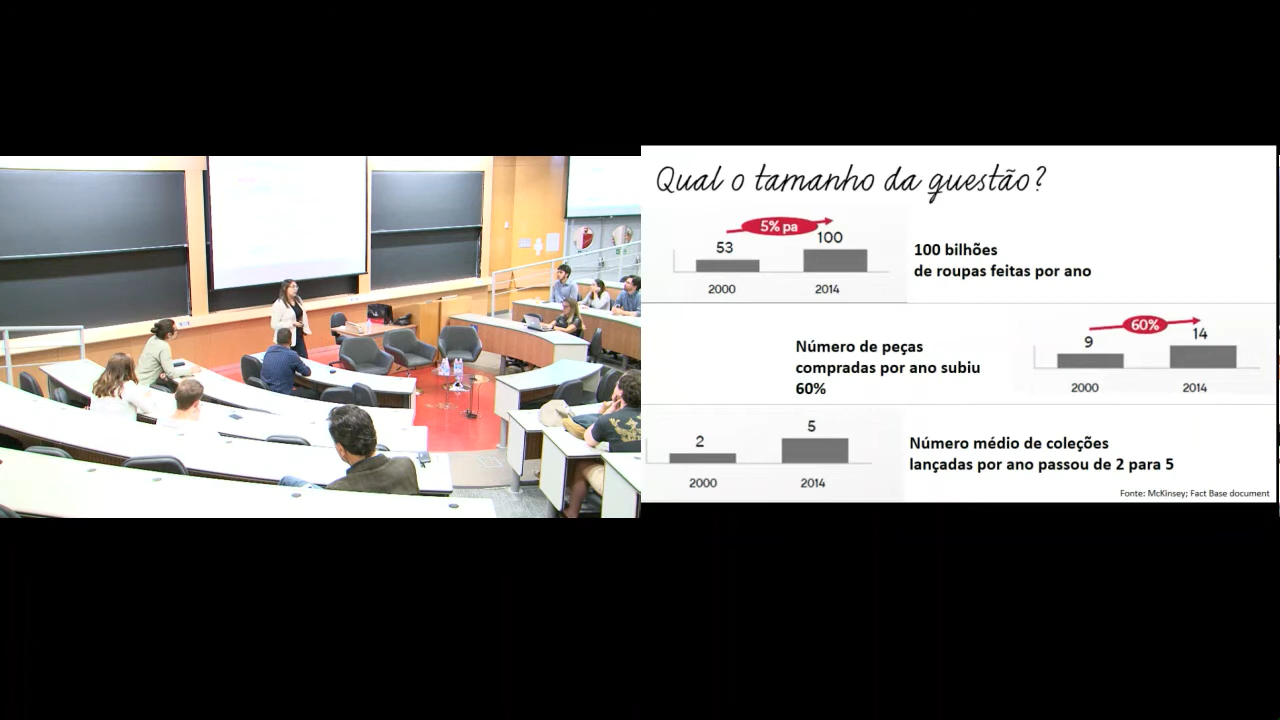 Qual o tamanho da questão?
5% pa
53
100
2000
2014
100 bilhões
de roupas feitas por ano
Número de peças
compradas por ano subiu
60%
60%
9
14
2000
2014
2
5
2000
2014
Número médio de coleções
lançadas por ano passou de 2 para 5
Fonte: McKinsey; Fact Base document